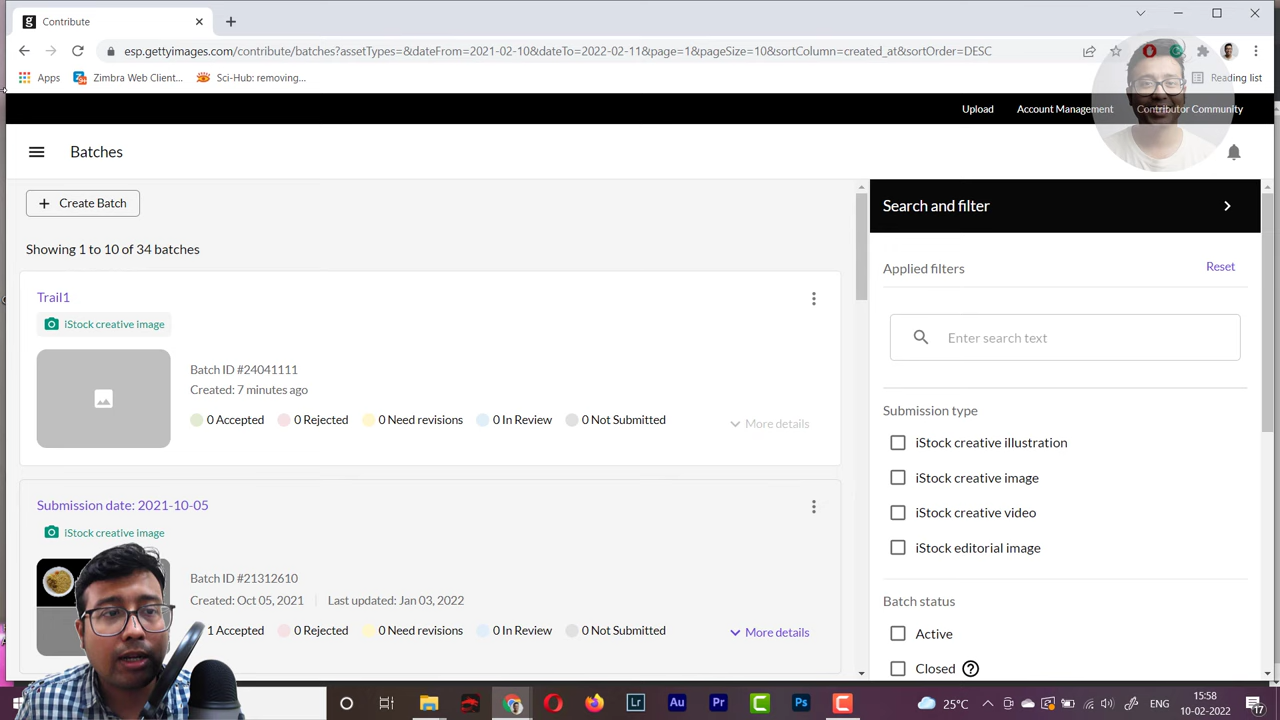 Contribute
esp.gettyimages.com/contribute/batches?assetTypes=&dateFrom=2021-02-10&dateTo=2022-02-11&page=1&pageSize=10&sortColumn=created_at&sortOrder=DESC
Apps Zimbra Web Client... Sci-Hub: removing... Reading list
Upload Account Management Contributor Community
Batches
+ Create Batch
Showing 1 to 10 of 34 batches
Trail1
iStock creative image
Batch ID #24041111
Created: 7 minutes ago
0 Accepted 0 Rejected 0 Need revisions 0 In Review 0 Not Submitted More details
Submission date: 2021-10-05
iStock creative image
Batch ID #21312610
Created: Oct 05, 2021 | Last updated: Jan 03, 2022
1 Accepted 0 Rejected 0 Need revisions 0 In Review 0 Not Submitted More details
Search and filter
Applied filters Reset
Enter search text
Submission type
iStock creative illustration
iStock creative image
iStock creative video
iStock editorial image
Batch status
Active
Closed ?
Lr Au Pr C Ps C
25°C ENG 15:58
10-02-2022 17